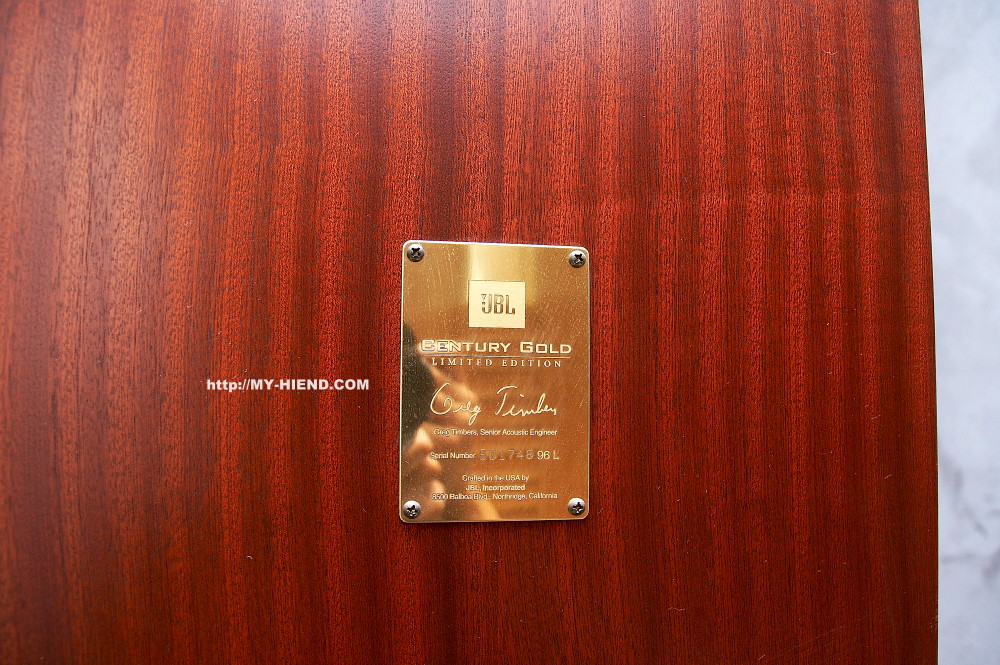 JBL
CENTURY GOLD
LIMITED EDITION
Greg Timbers
Greg Timbers, Senior Acoustic Engineer
Serial Number 501748 96 L
Crafted in the USA by
JBL, Incorporated
8500 Balboa Blvd., Northridge, California
http://MY-HIEND.COM